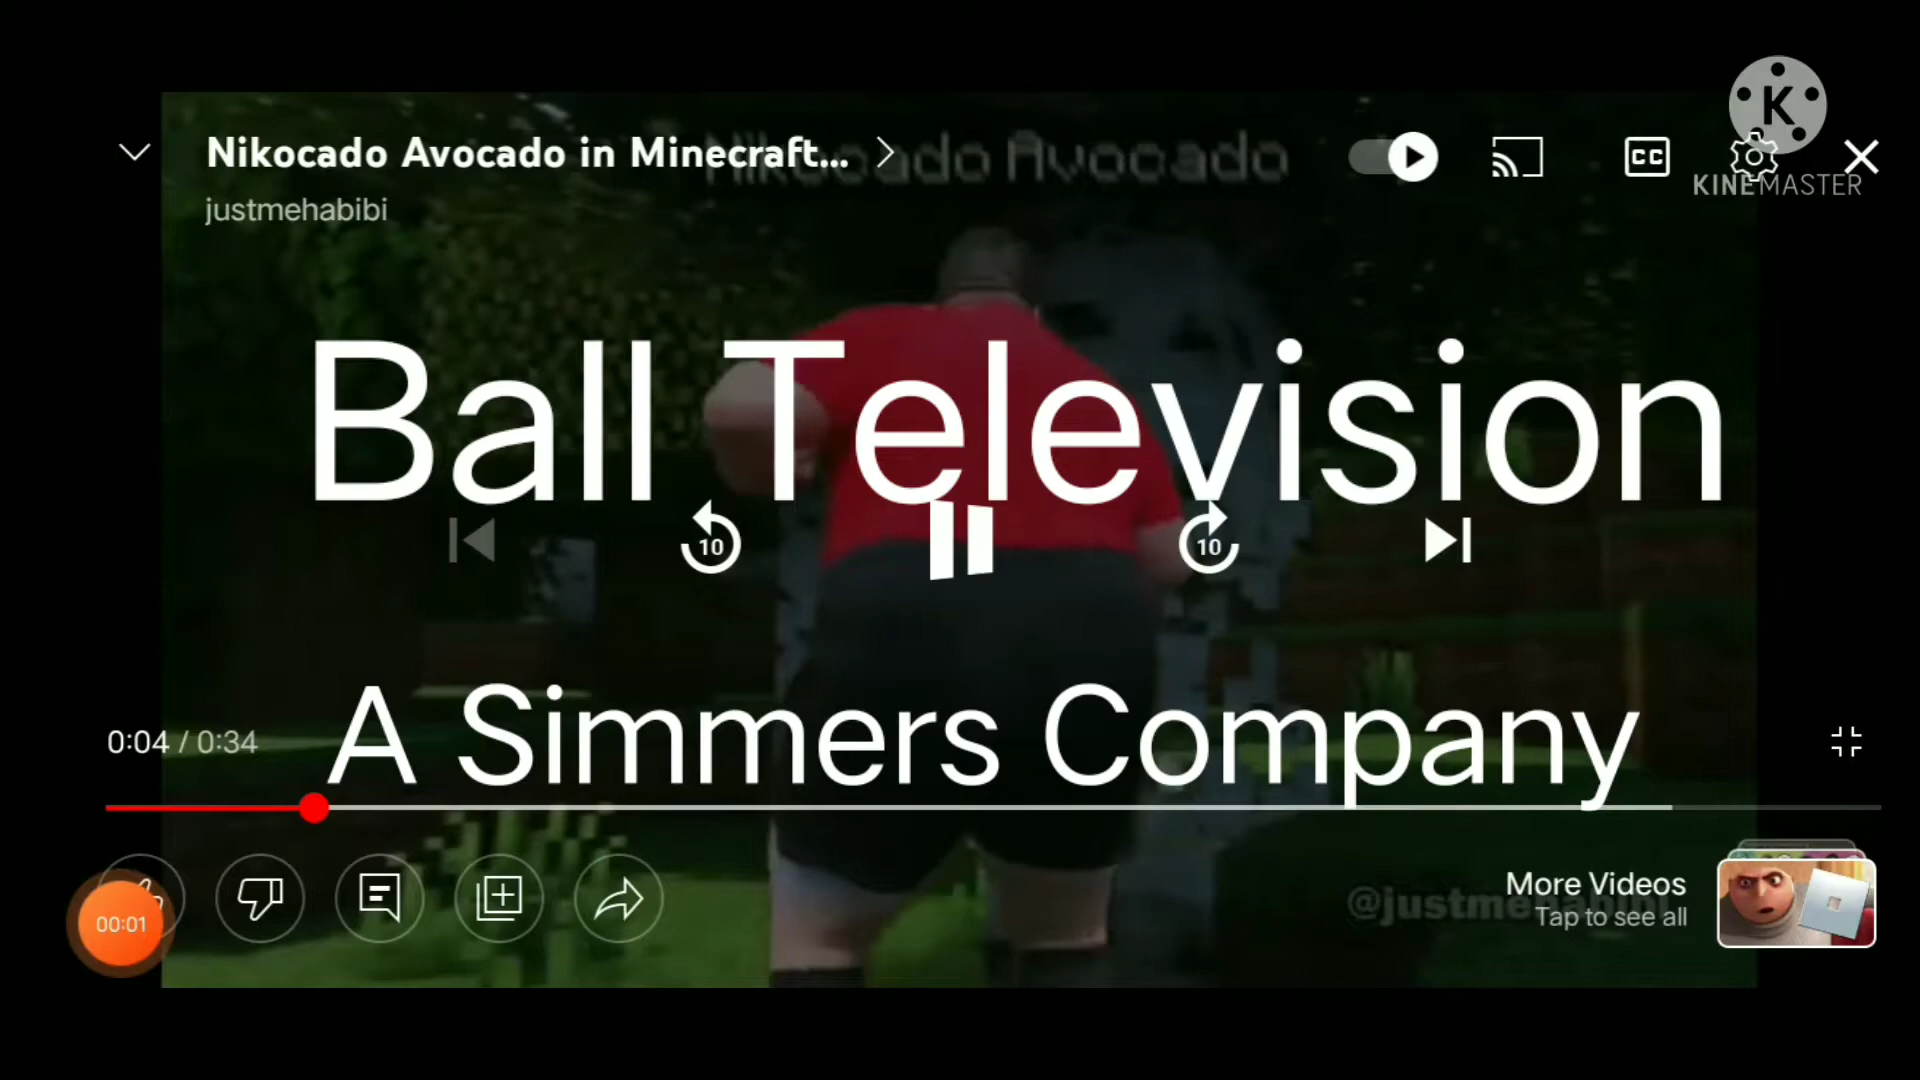 Nikocado Avocado in Minecraft...
Nikocado Avocado
justmehabibi
CC
K
KINEMASTER
Ball Television
10
10
A Simmers Company
0:04 / 0:34
More Videos
Tap to see all
@justmehabibi
00:01